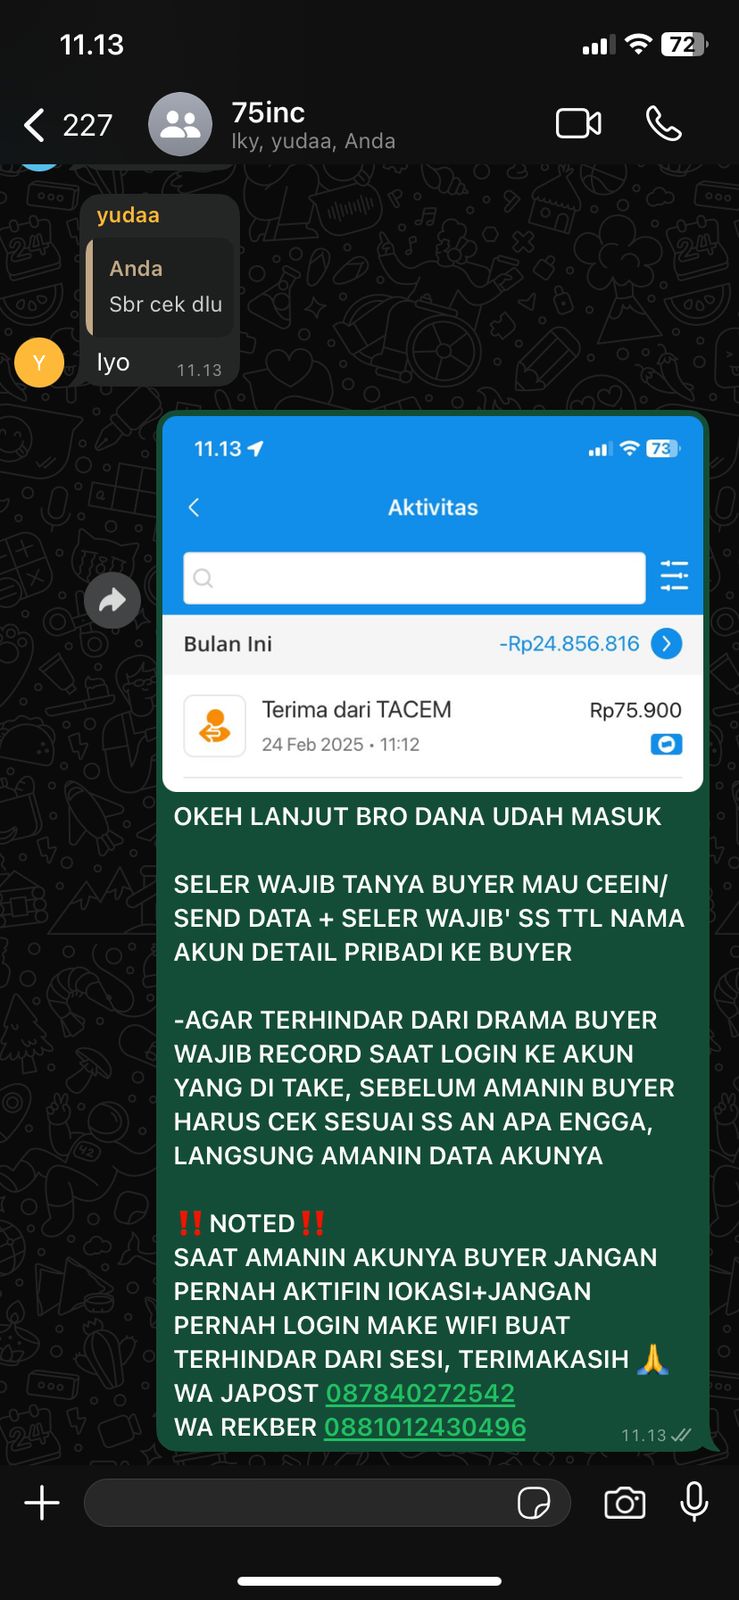 11.13
72
227
75inc
Iky, yudaa, Anda
yudaa
Anda
Sbr cek dlu
Y
Iyo
11.13
11.13
73
Aktivitas
Bulan Ini
-Rp24.856.816
Terima dari TACEM
Rp75.900
24 Feb 2025 • 11:12
OKEH LANJUT BRO DANA UDAH MASUK
SELER WAJIB TANYA BUYER MAU CEEIN/
SEND DATA + SELER WAJIB' SS TTL NAMA
AKUN DETAIL PRIBADI KE BUYER
-AGAR TERHINDAR DARI DRAMA BUYER
WAJIB RECORD SAAT LOGIN KE AKUN
YANG DI TAKE, SEBELUM AMANIN BUYER
HARUS CEK SESUAI SS AN APA ENGGA,
LANGSUNG AMANIN DATA AKUNYA
‼️NOTED‼️
SAAT AMANIN AKUNYA BUYER JANGAN
PERNAH AKTIFIN lOKASI+JANGAN
PERNAH LOGIN MAKE WIFI BUAT
TERHINDAR DARI SESI, TERIMAKASIH 🙏
WA JAPOST 087840272542
WA REKBER 0881012430496
11.13